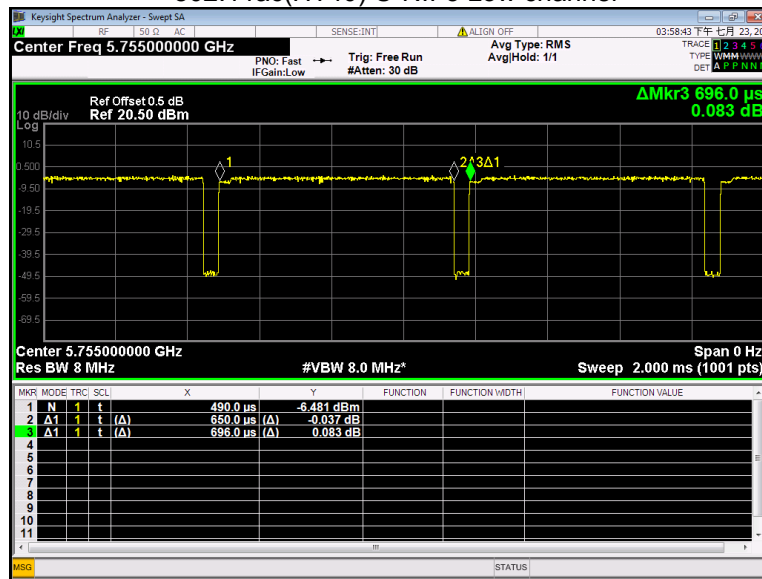 Keysight Spectrum Analyzer - Swept SA
RF 50 Ω AC SENSE:INT ALIGN OFF 03:58:43 下午 七月 23, 20
Center Freq 5.755000000 GHz
PNO: Fast
IFGain:Low
Trig: Free Run
#Atten: 30 dB
Avg Type: RMS
Avg|Hold: 1/1
TRACE 1 2 3 4 5
TYPE
DET A P P N N
ΔMkr3 696.0 µs
0.083 dB
Ref Offset 0.5 dB
10 dB/div Ref 20.50 dBm
Log
10.5
0.500
-9.50
-19.5
-29.5
-39.5
-49.5
-59.5
-69.5
1
3Δ1
Center 5.755000000 GHz Span 0 Hz
Res BW 8 MHz #VBW 8.0 MHz* Sweep 2.000 ms (1001 pts)
MKR MODE TRC SCL X Y FUNCTION FUNCTION WIDTH FUNCTION VALUE
1 N 1 t 490.0 µs -6.481 dBm
2 Δ1 1 t (Δ) 650.0 µs (Δ) -0.037 dB
3 Δ1 1 t (Δ) 696.0 µs (Δ) 0.083 dB
4
5
6
7
8
9
10
11
MSG STATUS